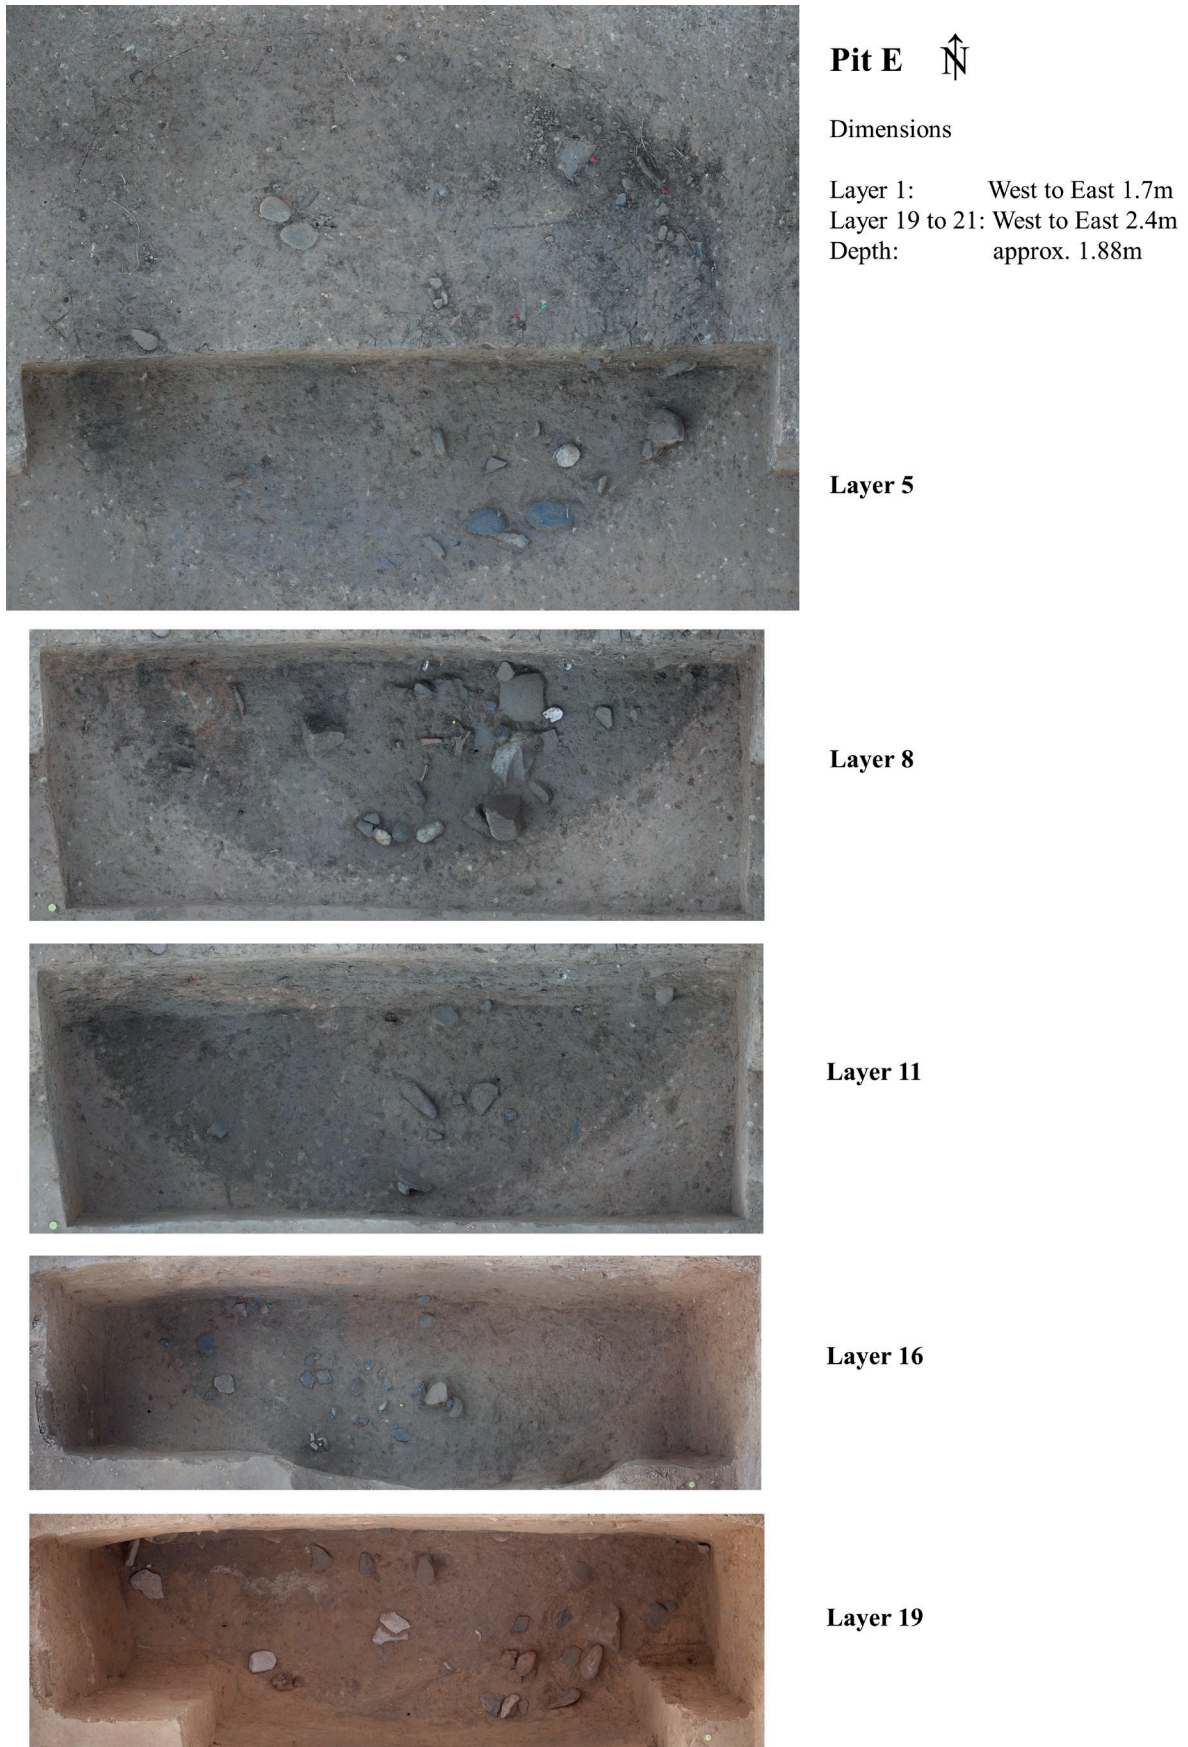 Pit E N
Dimensions
Layer 1: West to East 1.7m
Layer 19 to 21: West to East 2.4m
Depth: approx. 1.88m
Layer 5
Layer 8
Layer 11
Layer 16
Layer 19